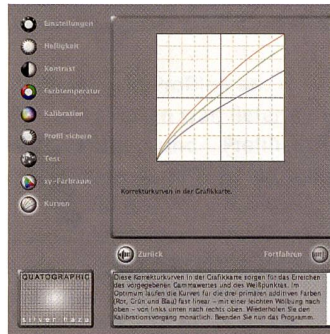 Einstellungen
Helligkeit
Kontrast
Farbtemperatur
Kalibration
Profil sichern
Test
xy-Farbraum
Kurven
Korrekturkurven in der Grafikkarte.
Zurück
Fortfahren
QUATOGRAPHIC
silver haze
Diese Korrekturkurven in der Grafikkarte sorgen für das Erreichen
des vorgegebenen Gammawertes und des Weißpunktes. Im
Optimum laufen die Kurven für die drei primären additiven Farben
(Rot, Grün und Blau) fast linear - mit einer leichten Wölbung nach
oben - von links unten nach rechts oben. Wiederholen Sie den
Kalibrationsvorgang monatlich. Beenden Sie nun das Programm.